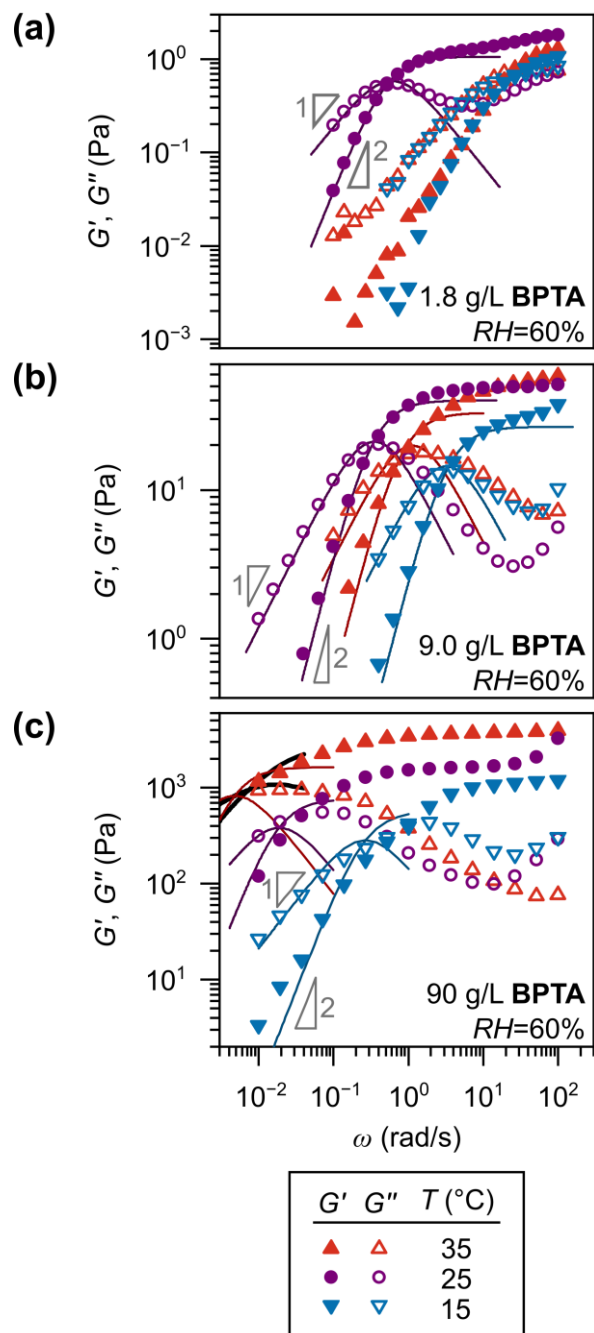 (a)
10⁰
10⁻¹
10⁻²
10⁻³
G', G'' (Pa)
1
2
1.8 g/L BPTA
RH=60%
(b)
10¹
10⁰
G', G'' (Pa)
1
2
9.0 g/L BPTA
RH=60%
(c)
10³
10²
10¹
G', G'' (Pa)
1
2
90 g/L BPTA
RH=60%
10⁻² 10⁻¹ 10⁰ 10¹ 10²
ω (rad/s)
G' G'' T (°C)
35
25
15